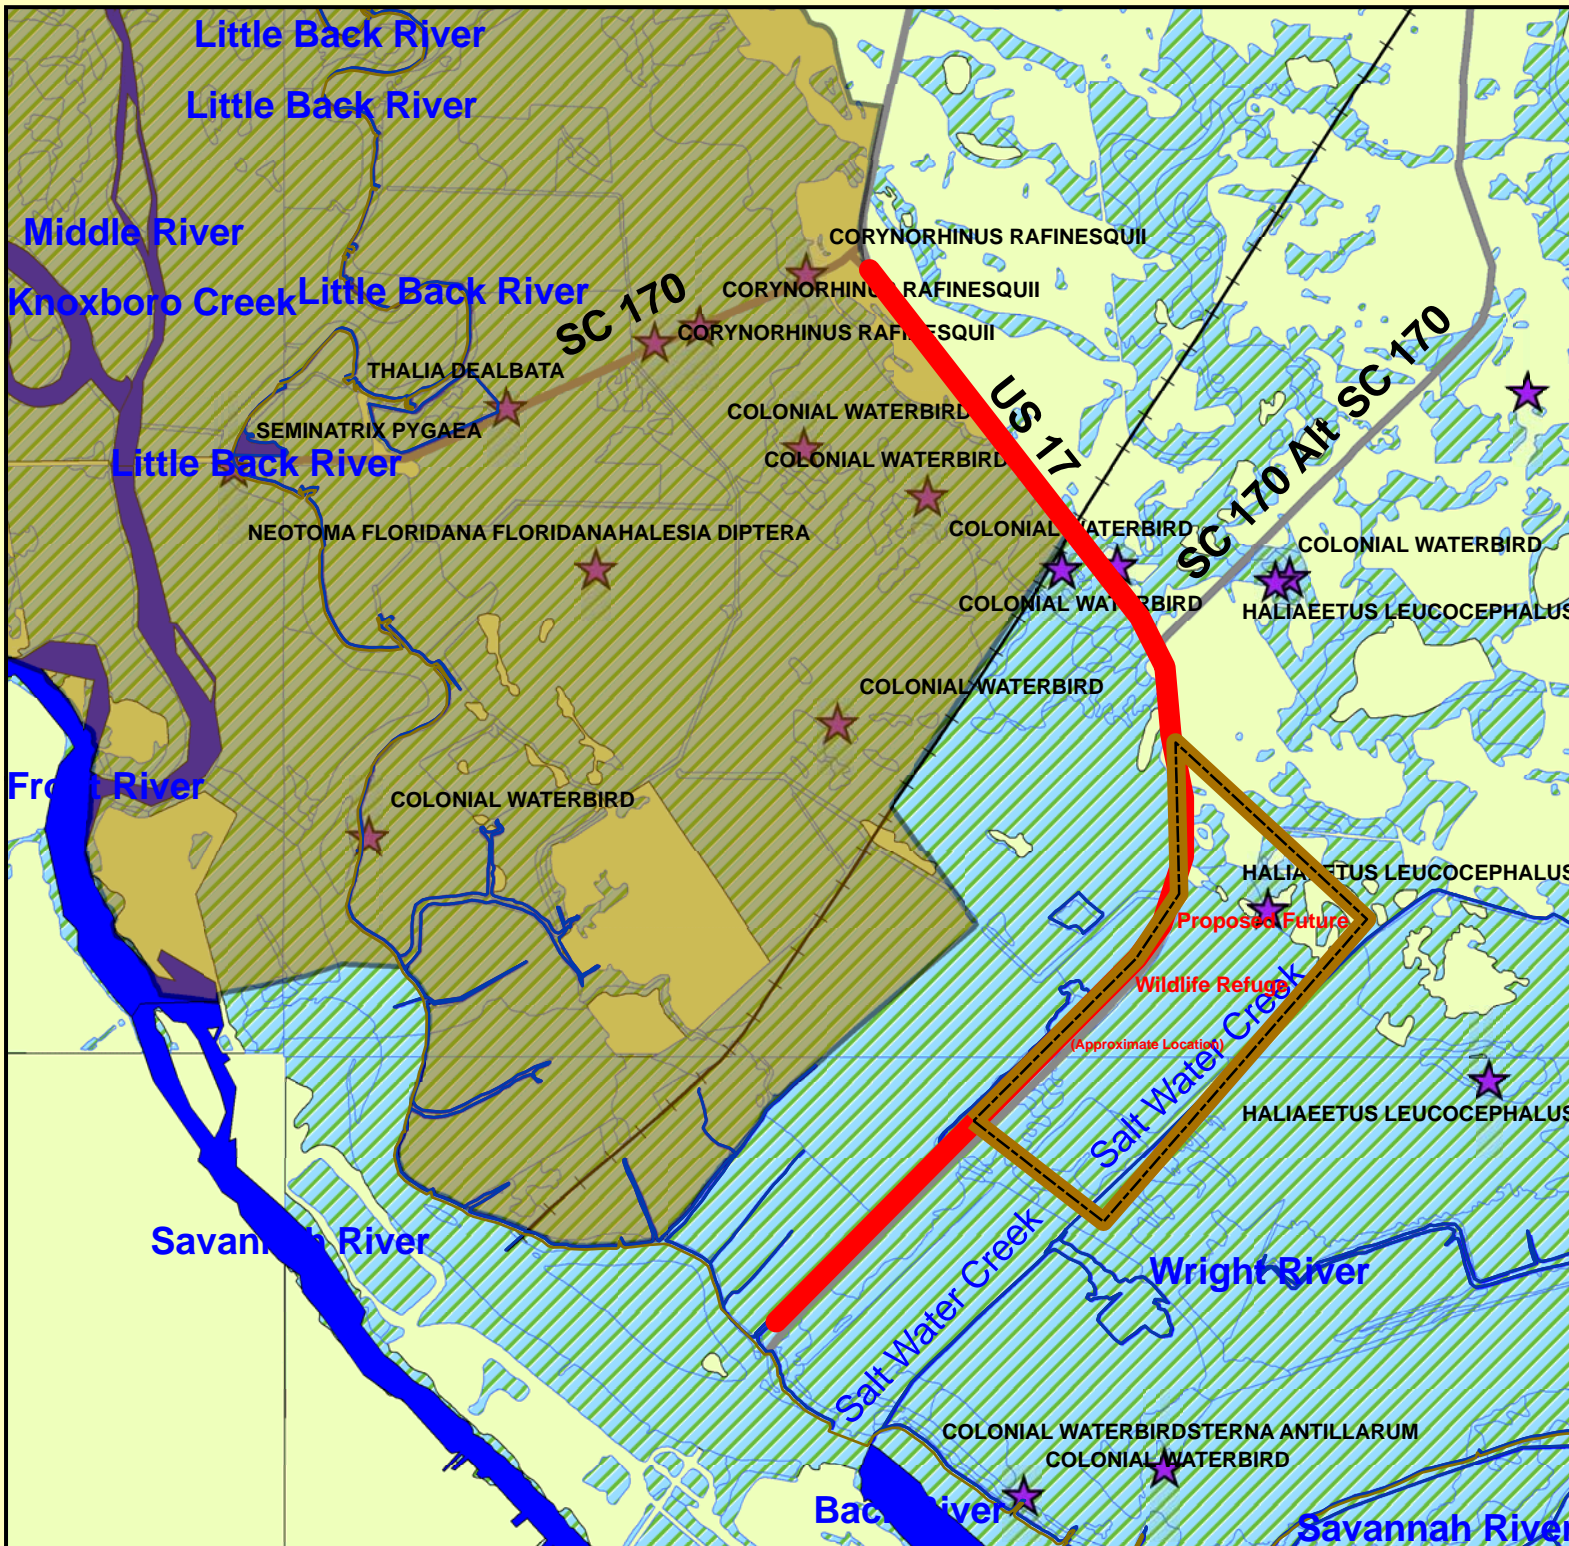 Little Back River
Little Back River
Middle River
CORYNORHINUS RAFINESQUII
Knoxboro Creek
Little Back River
SC 170
CORYNORHINUS RAFINESQUII
CORYNORHINUS RAFINESQUII
THALIA DEALBATA
US 17
SC 170 Alt SC 170
COLONIAL WATERBIRD
SEMINATRIX PYGAEA
Little Back River
COLONIAL WATERBIRD
NEOTOMA FLORIDANA FLORIDANAHALESIA DIPTERA
COLONIAL WATERBIRD
COLONIAL WATERBIRD
COLONIAL WATERBIRD
HALIAEETUS LEUCOCEPHALUS
COLONIAL WATERBIRD
Front River
COLONIAL WATERBIRD
HALIAEETUS LEUCOCEPHALUS
Proposed Future
Wildlife Refuge
(Approximate Location)
Salt Water Creek
HALIAEETUS LEUCOCEPHALUS
Savannah River
Salt Water Creek
Wright River
COLONIAL WATERBIRDSTERNA ANTILLARUM
COLONIAL WATERBIRD
Back River
Savannah River